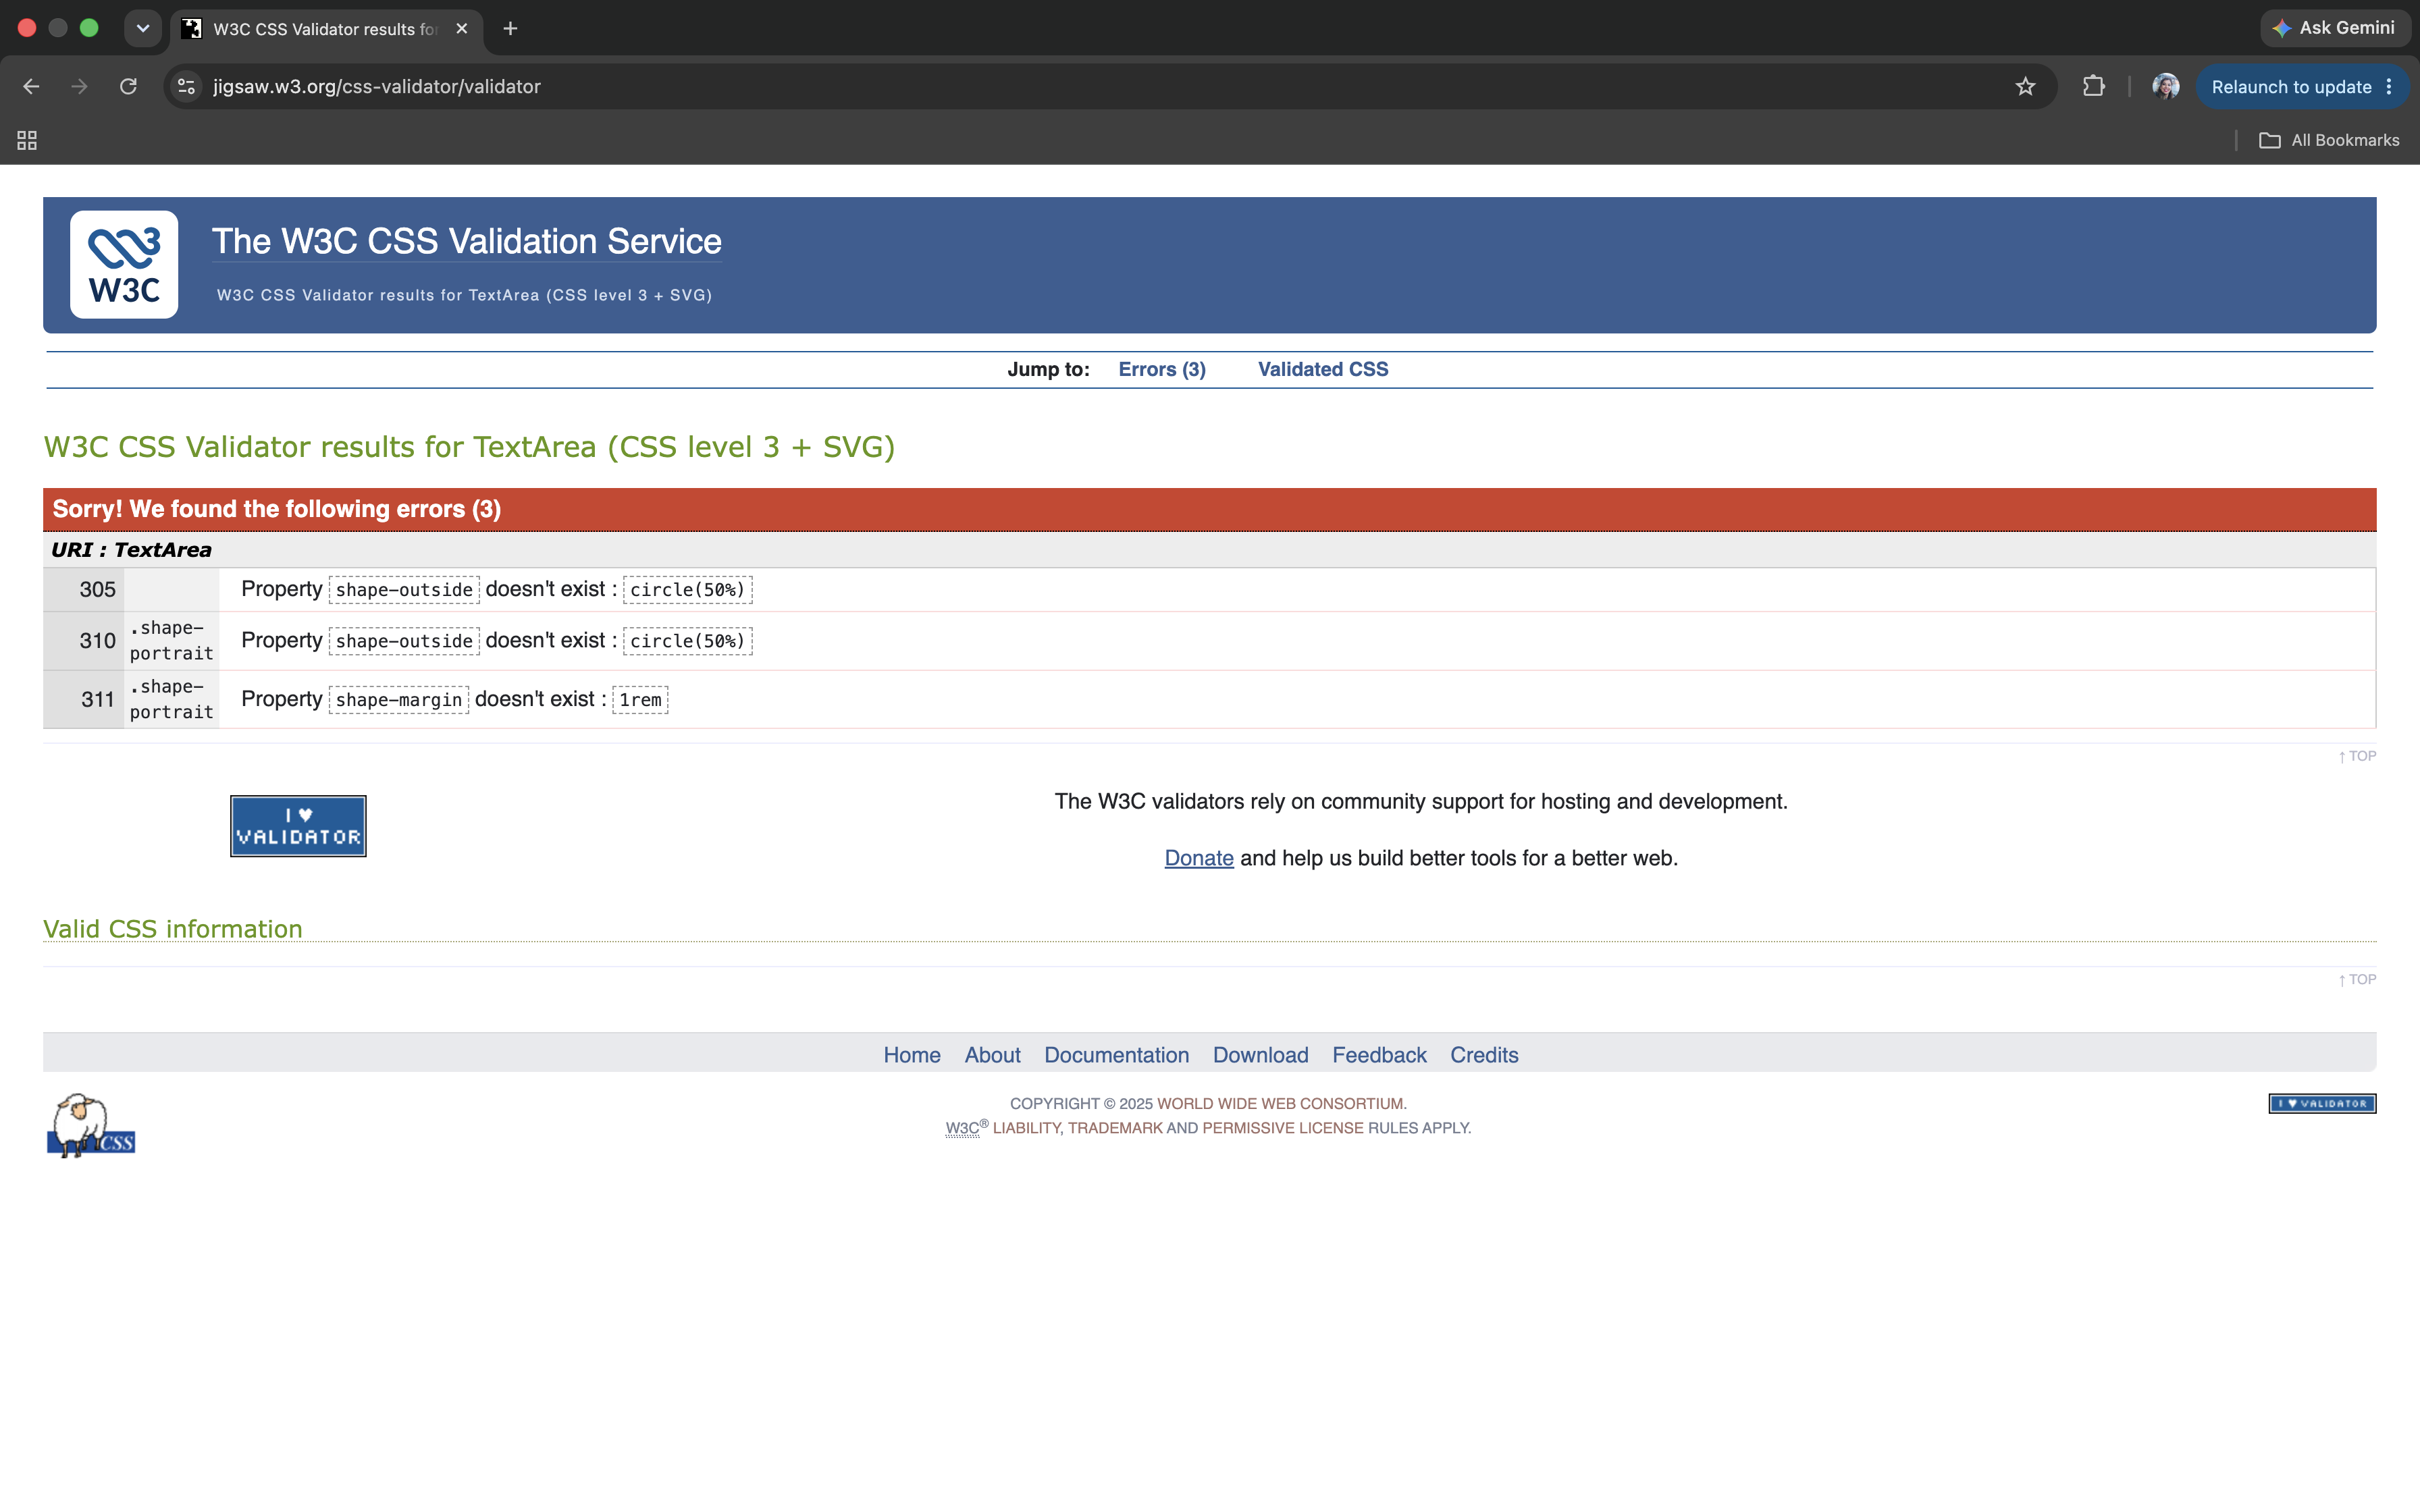 W3C CSS Validator results for
Ask Gemini
jigsaw.w3.org/css-validator/validator
Relaunch to update
All Bookmarks
W3C
The W3C CSS Validation Service
W3C CSS Validator results for TextArea (CSS level 3 + SVG)
Jump to: Errors (3) Validated CSS
W3C CSS Validator results for TextArea (CSS level 3 + SVG)
Sorry! We found the following errors (3)
URI : TextArea
305 Property shape-outside doesn't exist : circle(50%)
310 .shape-portrait Property shape-outside doesn't exist : circle(50%)
311 .shape-portrait Property shape-margin doesn't exist : 1rem
↑ TOP
I ♥
VALIDATOR
The W3C validators rely on community support for hosting and development.
Donate and help us build better tools for a better web.
Valid CSS information
↑ TOP
Home About Documentation Download Feedback Credits
CSS
COPYRIGHT © 2025 WORLD WIDE WEB CONSORTIUM.
W3C® LIABILITY, TRADEMARK AND PERMISSIVE LICENSE RULES APPLY.
I ♥ VALIDATOR